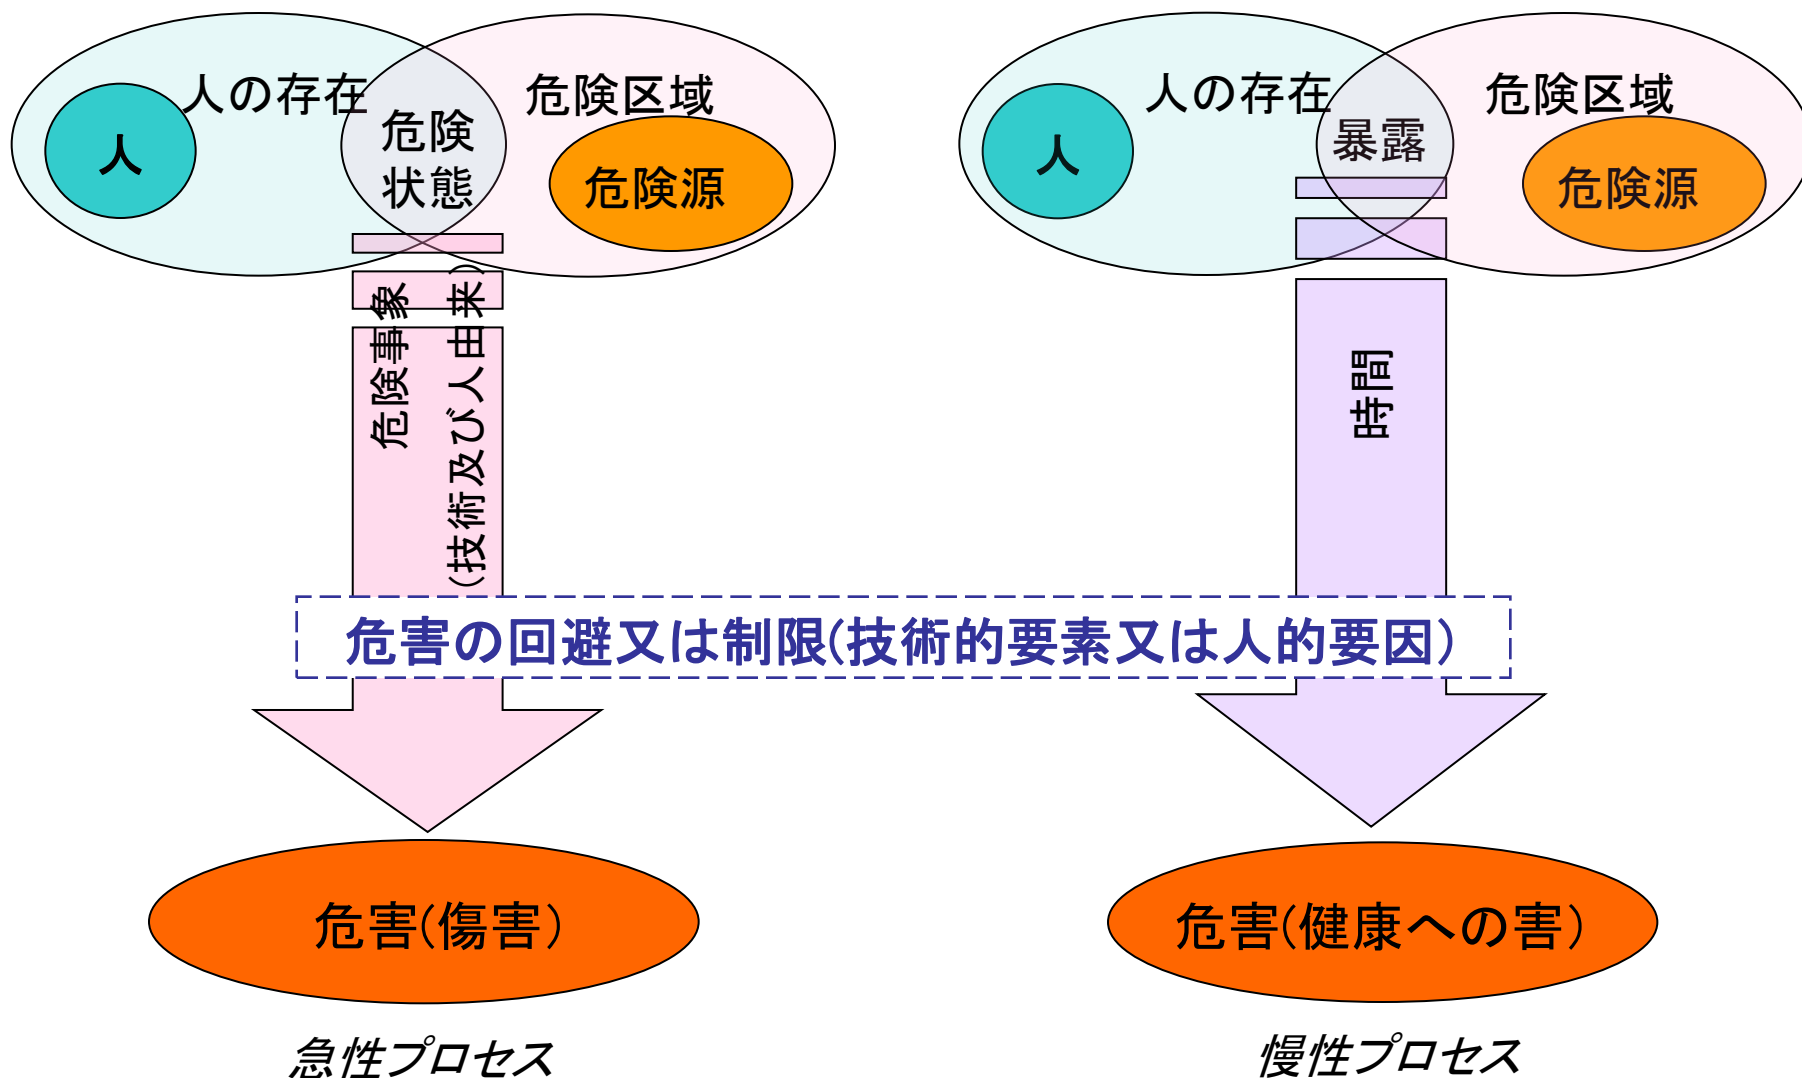 人の存在
人
危険
状態
危険区域
危険源
危険事象
(技術及び人由来)
人の存在
人
暴露
危険区域
危険源
時間
危害の回避又は制限(技術的要素又は人的要因)
危害(傷害)
危害(健康への害)
急性プロセス
慢性プロセス